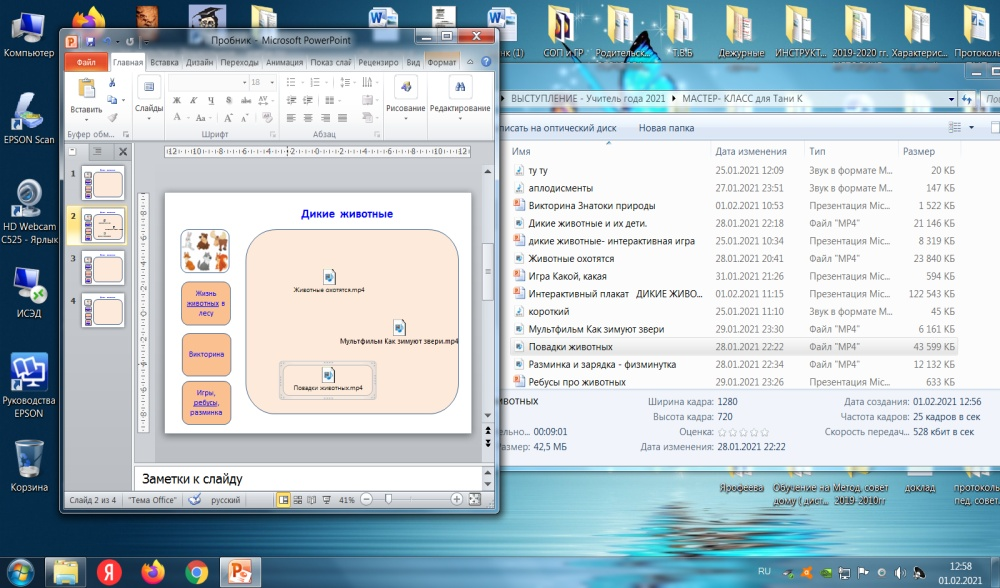 Компьютер
EPSON Scan
HD Webcam
C525 - Ярлык
ИСЭД
Руководства
EPSON
Корзина
СОП и ГР
Родительск...
Т.В.Б
Дежурные
ИНСТРУКТ...
2019-2020 гг.
Характерис...
Протоколь
Пробник - Microsoft PowerPoint
Файл
Главная
Вставка
Дизайн
Переходы
Анимация
Показ слай
Рецензиро
Вид
Формат
Вставить
Слайды
18
Ж К Ч S abc AV
A Aa A A
Рисование
Редактирование
Буфер обм...
Шрифт
Абзац
1
2
3
4
Дикие животные
Жизнь
животных в
лесу
Викторина
Игры,
ребусы,
разминка
Животные охотятся.mp4
Мультфильм Как зимуют звери.mp4
Повадки животных.mp4
Заметки к слайду
Слайд 2 из 4
"Тема Office"
русский
41%
ВЫСТУПЛЕНИЕ - Учитель года 2021 ▸ МАСТЕР- КЛАСС для Тани К
писать на оптический диск
Новая папка
Имя Дата изменения Тип Размер
ту ту 25.01.2021 12:09 Звук в формате М... 20 КБ
аплодисменты 27.01.2021 23:51 Звук в формате М... 147 КБ
Викторина Знатоки природы 01.02.2021 10:53 Презентация Mic... 1 522 КБ
Дикие животные и их дети. 28.01.2021 22:18 Файл "MP4" 21 146 КБ
дикие животные- интерактивная игра 25.01.2021 10:34 Презентация Mic... 8 319 КБ
Животные охотятся 28.01.2021 20:41 Файл "MP4" 23 840 КБ
Игра Какой, какая 31.01.2021 21:26 Презентация Mic... 594 КБ
Интерактивный плакат ДИКИЕ ЖИВО... 01.02.2021 11:15 Презентация Mic... 122 543 КБ
короткий 25.01.2021 11:10 Звук в формате М... 45 КБ
Мультфильм Как зимуют звери 29.01.2021 23:30 Файл "MP4" 6 161 КБ
Повадки животных 28.01.2021 22:22 Файл "MP4" 43 599 КБ
Разминка и зарядка - физминутка 28.01.2021 22:34 Файл "MP4" 12 132 КБ
Ребусы про животных 29.01.2021 23:26 Презентация Mic... 633 КБ
ивотных Ширина кадра: 1280 Дата создания: 01.02.2021 12:56
Высота кадра: 720 Частота кадров: 25 кадров в сек
ельно... 00:09:01 Оценка: Скорость передач... 528 кбит в сек
азмер: 42,5 МБ Дата изменения: 28.01.2021 22:22
Ярофеева
Обучение на
дому ( дист...
Метод. совет
2019-2010гг
доклад
протоколь
пед. совет.
RU
12:58
01.02.2021